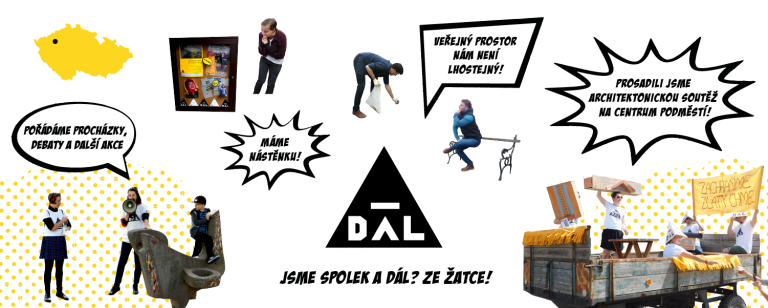 VEŘEJNÝ PROSTOR
NÁM NENÍ
LHOSTEJNÝ!
PROSADILI JSME
ARCHITEKTONICKOU SOUTĚŽ
NA CENTRUM PODMĚSTÍ!
POŘÁDÁME PROCHÁZKY,
DEBATY A DALŠÍ AKCE
MÁME
NÁSTĚNKU!
ZACHRAŇME
ZLATÝ CHME
DĀL
JSME SPOLEK A DÁL? ZE ŽATCE!